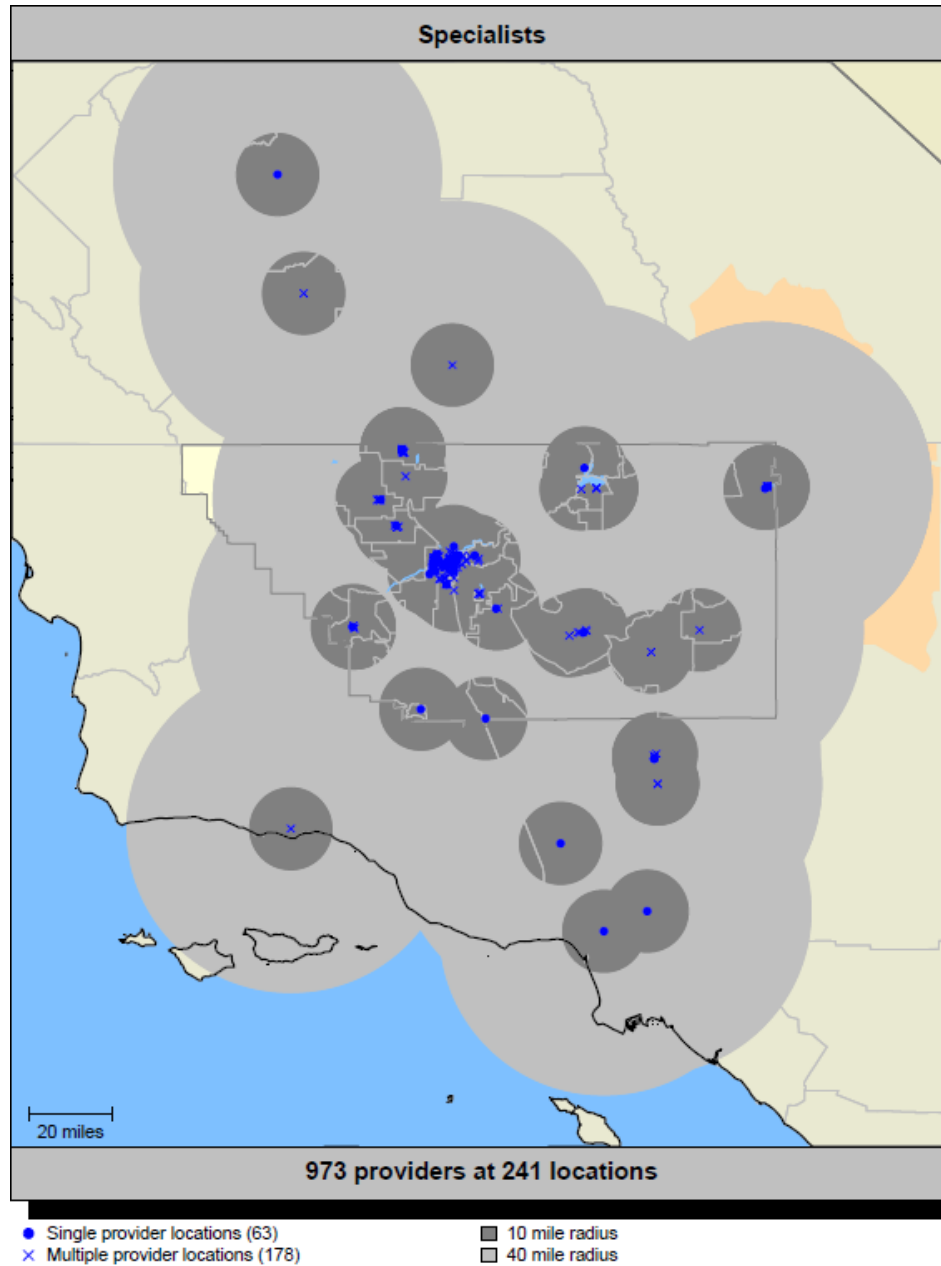 Specialists
20 miles
973 providers at 241 locations
Single provider locations (63)
10 mile radius
Multiple provider locations (178)
40 mile radius